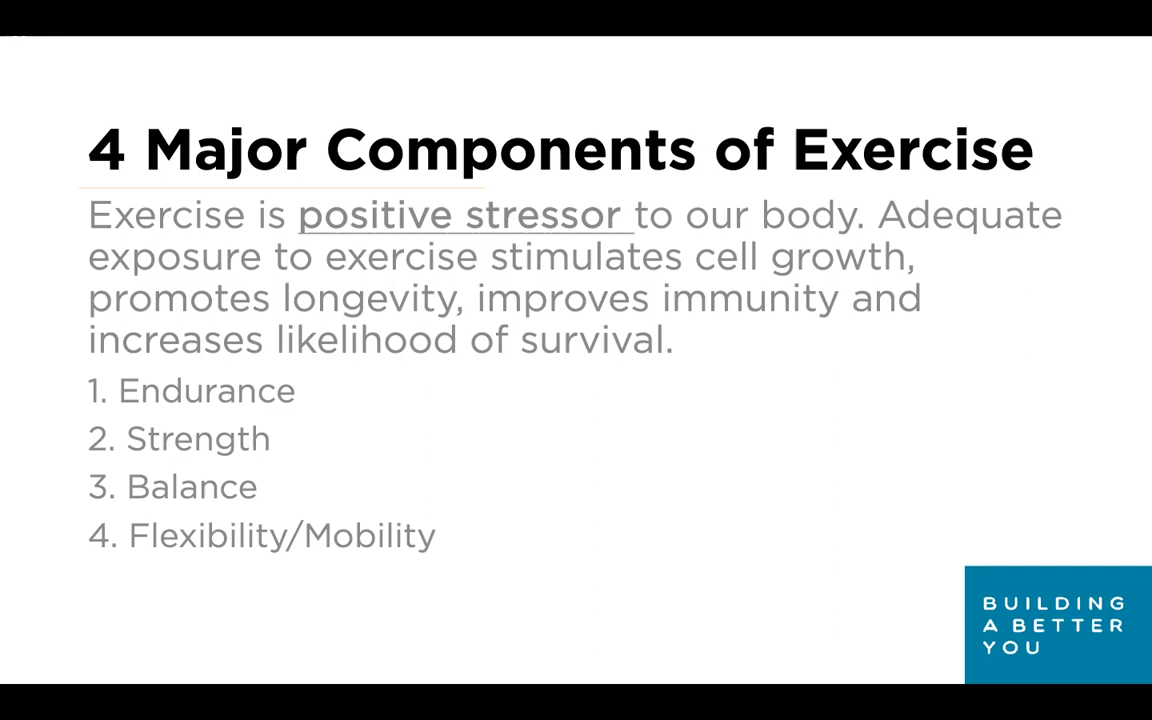 4 Major Components of Exercise
Exercise is positive stressor to our body. Adequate
exposure to exercise stimulates cell growth,
promotes longevity, improves immunity and
increases likelihood of survival.
1. Endurance
2. Strength
3. Balance
4. Flexibility/Mobility
BUILDING
A BETTER
YOU